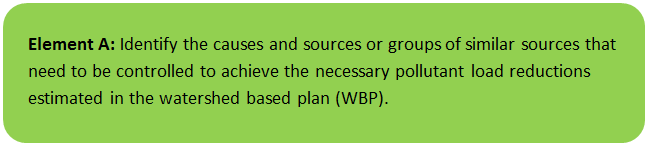 Element A: Identify the causes and sources or groups of similar sources that
need to be controlled to achieve the necessary pollutant load reductions
estimated in the watershed based plan (WBP).